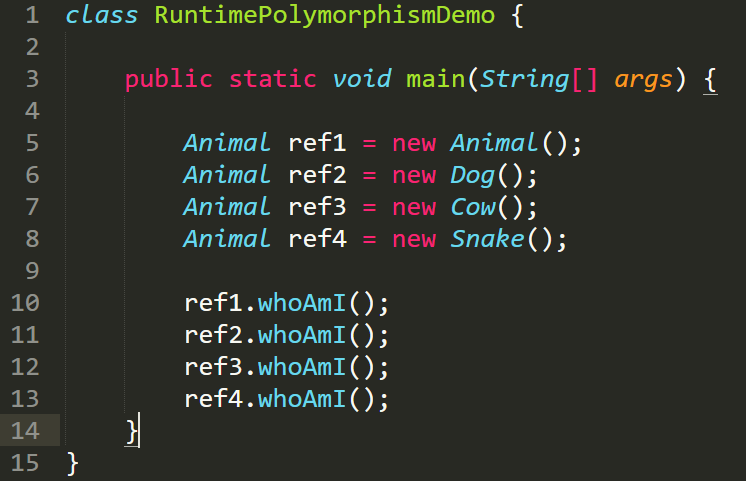 1 class RuntimePolymorphismDemo {
2
3     public static void main(String[] args) {
4
5         Animal ref1 = new Animal();
6         Animal ref2 = new Dog();
7         Animal ref3 = new Cow();
8         Animal ref4 = new Snake();
9
10         ref1.whoAmI();
11         ref2.whoAmI();
12         ref3.whoAmI();
13         ref4.whoAmI();
14     }
15 }